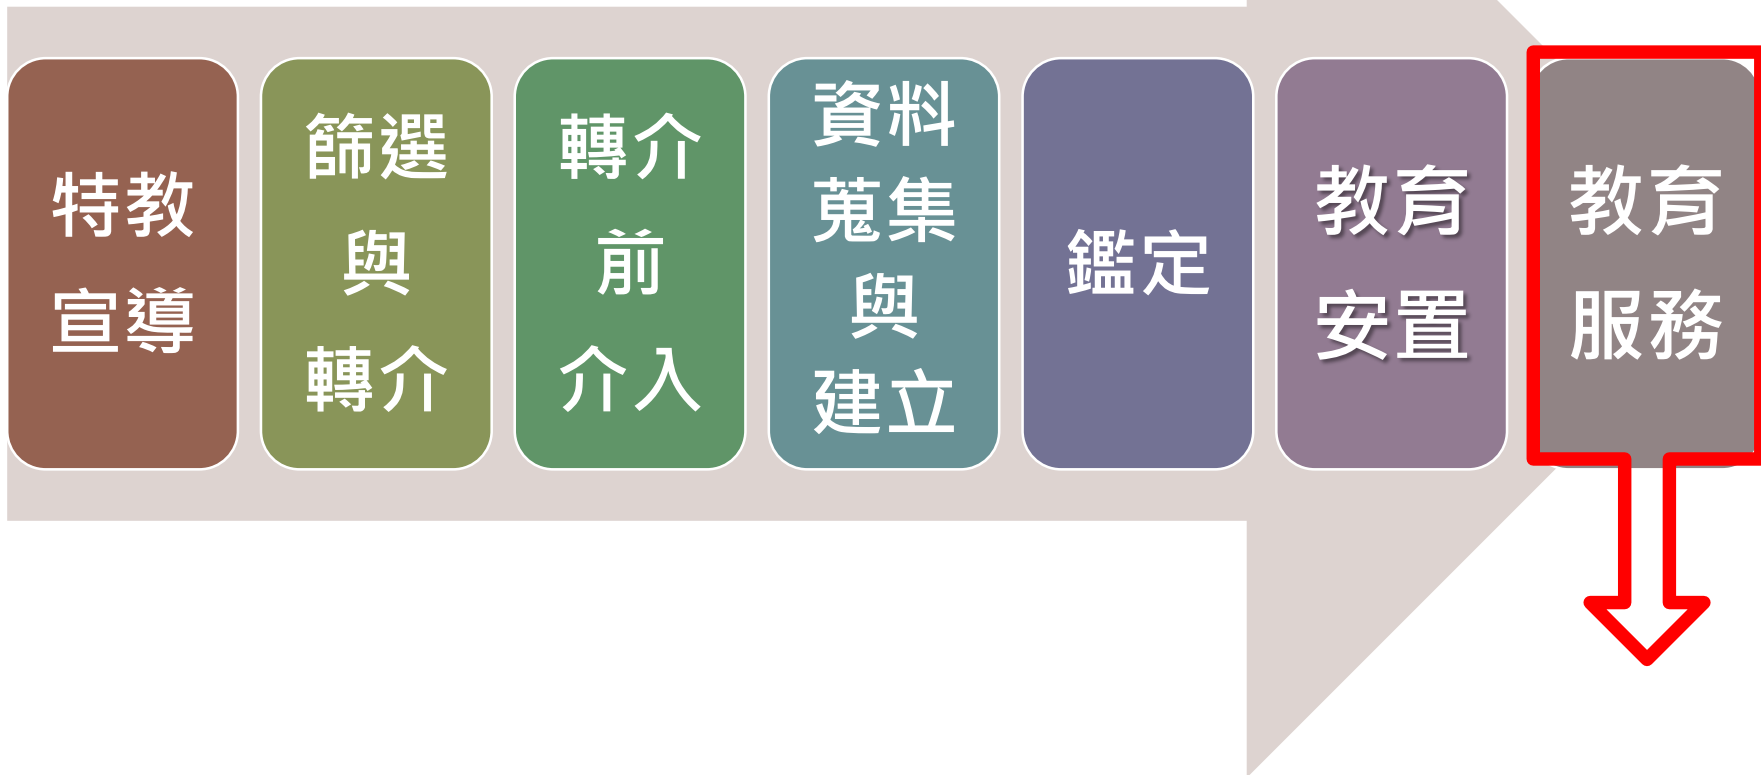 特教
宣導
篩選
與
轉介
轉介
前
介入
資料
蒐集
與
建立
鑑定
教育
安置
教育
服務